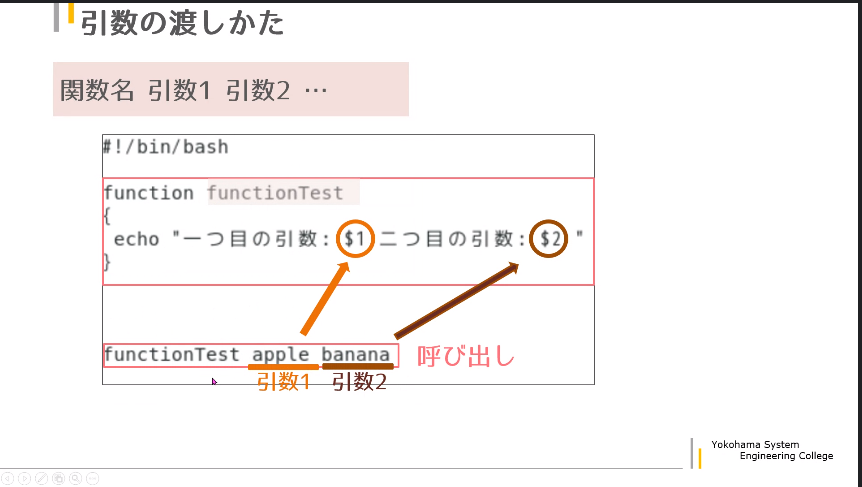 引数の渡しかた
関数名 引数1 引数2 …
#!/bin/bash
function functionTest
{
echo "一つ目の引数: $1 二つ目の引数: $2 "
}
functionTest apple banana 呼び出し
引数1 引数2
Yokohama System
Engineering College